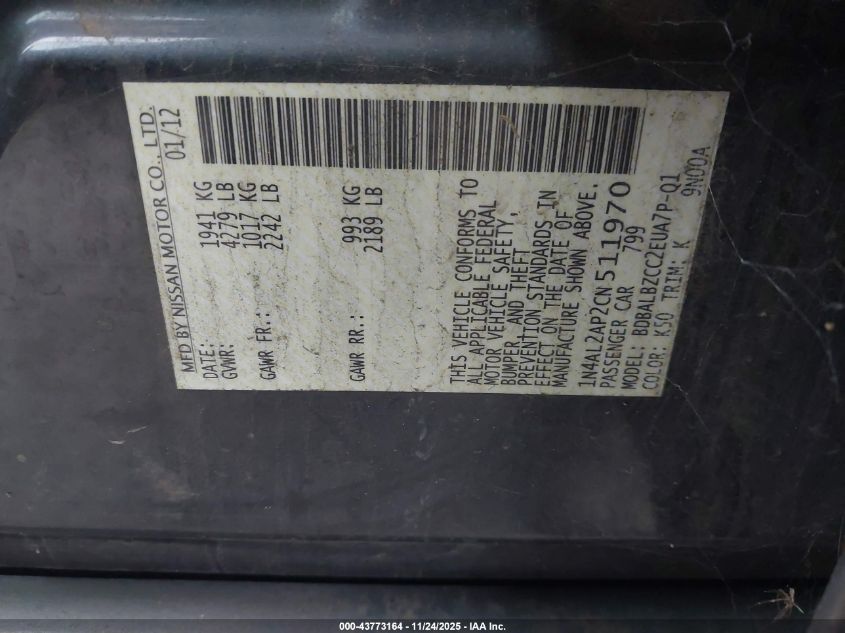 MFD BY NISSAN MOTOR CO., LTD.
DATE: 01/12
GVWR: 1941 KG
4279 LB
GAWR FR.: 1017 KG
2242 LB
GAWR RR.: 993 KG
2189 LB
THIS VEHICLE CONFORMS TO
ALL APPLICABLE FEDERAL
MOTOR VEHICLE SAFETY,
BUMPER, AND THEFT
PREVENTION STANDARDS IN
EFFECT ON THE DATE OF
MANUFACTURE SHOWN ABOVE.
1N4AL2AP2CN511970
PASSENGER CAR 799
MODEL: BDBALBZCC2EUA7P-Q1
COLOR: K50 TRIM: K 9N00A
000-43773164 - 11/24/2025 - IAA Inc.